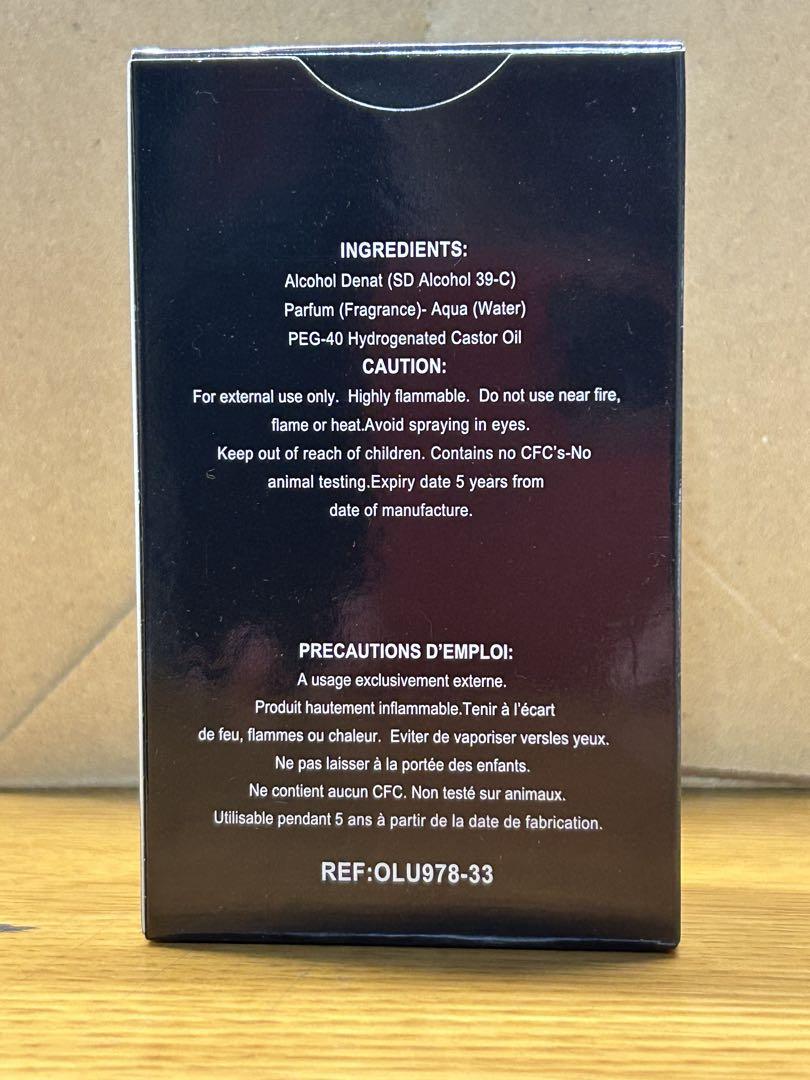 INGREDIENTS:
Alcohol Denat (SD Alcohol 39-C)
Parfum (Fragrance)- Aqua (Water)
PEG-40 Hydrogenated Castor Oil
CAUTION:
For external use only. Highly flammable. Do not use near fire,
flame or heat.Avoid spraying in eyes.
Keep out of reach of children. Contains no CFC's-No
animal testing.Expiry date 5 years from
date of manufacture.
PRECAUTIONS D'EMPLOI:
A usage exclusivement externe.
Produit hautement inflammable.Tenir à l'écart
de feu, flammes ou chaleur. Eviter de vaporiser versles yeux.
Ne pas laisser à la portée des enfants.
Ne contient aucun CFC. Non testé sur animaux.
Utilisable pendant 5 ans à partir de la date de fabrication.
REF:OLU978-33